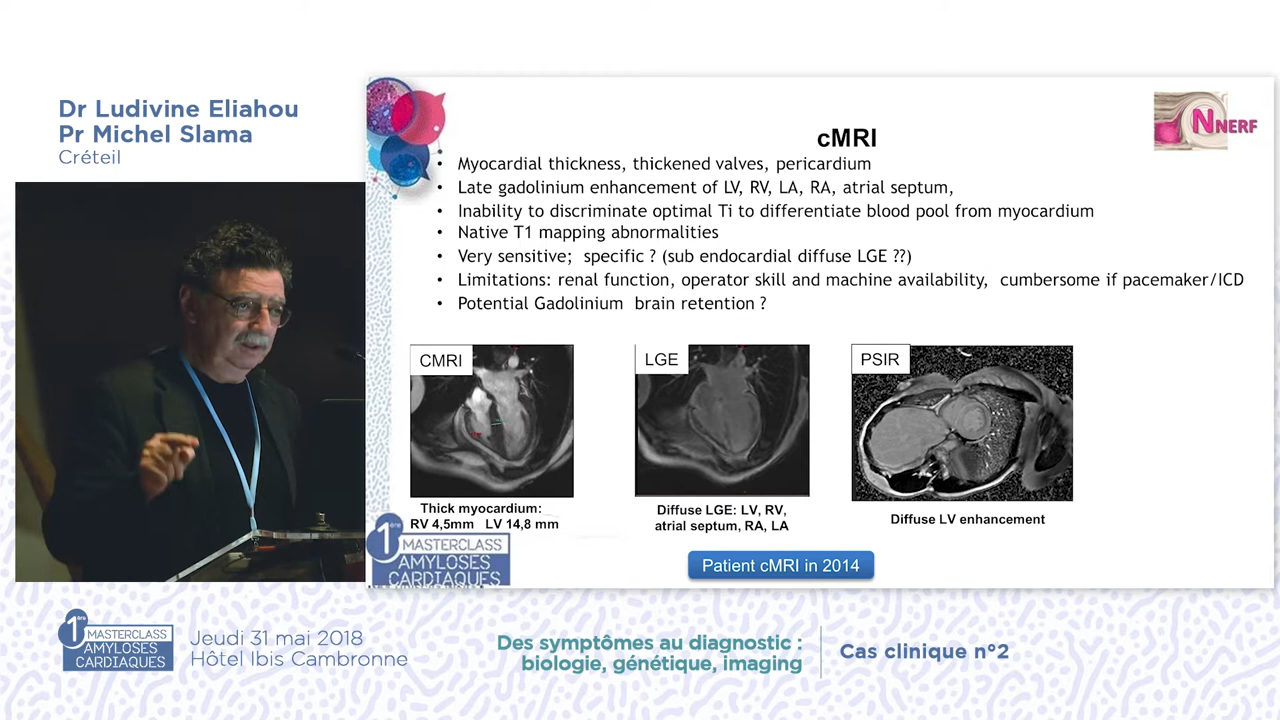 Dr Ludivine Eliahou
Pr Michel Slama
Créteil
NNERF
cMRI
• Myocardial thickness, thickened valves, pericardium
• Late gadolinium enhancement of LV, RV, LA, RA, atrial septum,
• Inability to discriminate optimal Ti to differentiate blood pool from myocardium
• Native T1 mapping abnormalities
• Very sensitive; specific ? (sub endocardial diffuse LGE ??)
• Limitations: renal function, operator skill and machine availability, cumbersome if pacemaker/ICD
• Potential Gadolinium brain retention ?
CMRI
LGE
PSIR
Thick myocardium:
RV 4,5mm LV 14,8 mm
Diffuse LGE: LV, RV,
atrial septum, RA, LA
Diffuse LV enhancement
1ère MASTERCLASS
AMYLOSES
CARDIAQUES
Patient cMRI in 2014
1ère MASTERCLASS
AMYLOSES
CARDIAQUES
Jeudi 31 mai 2018
Hôtel Ibis Cambronne
Des symptômes au diagnostic :
biologie, génétique, imaging
Cas clinique n°2